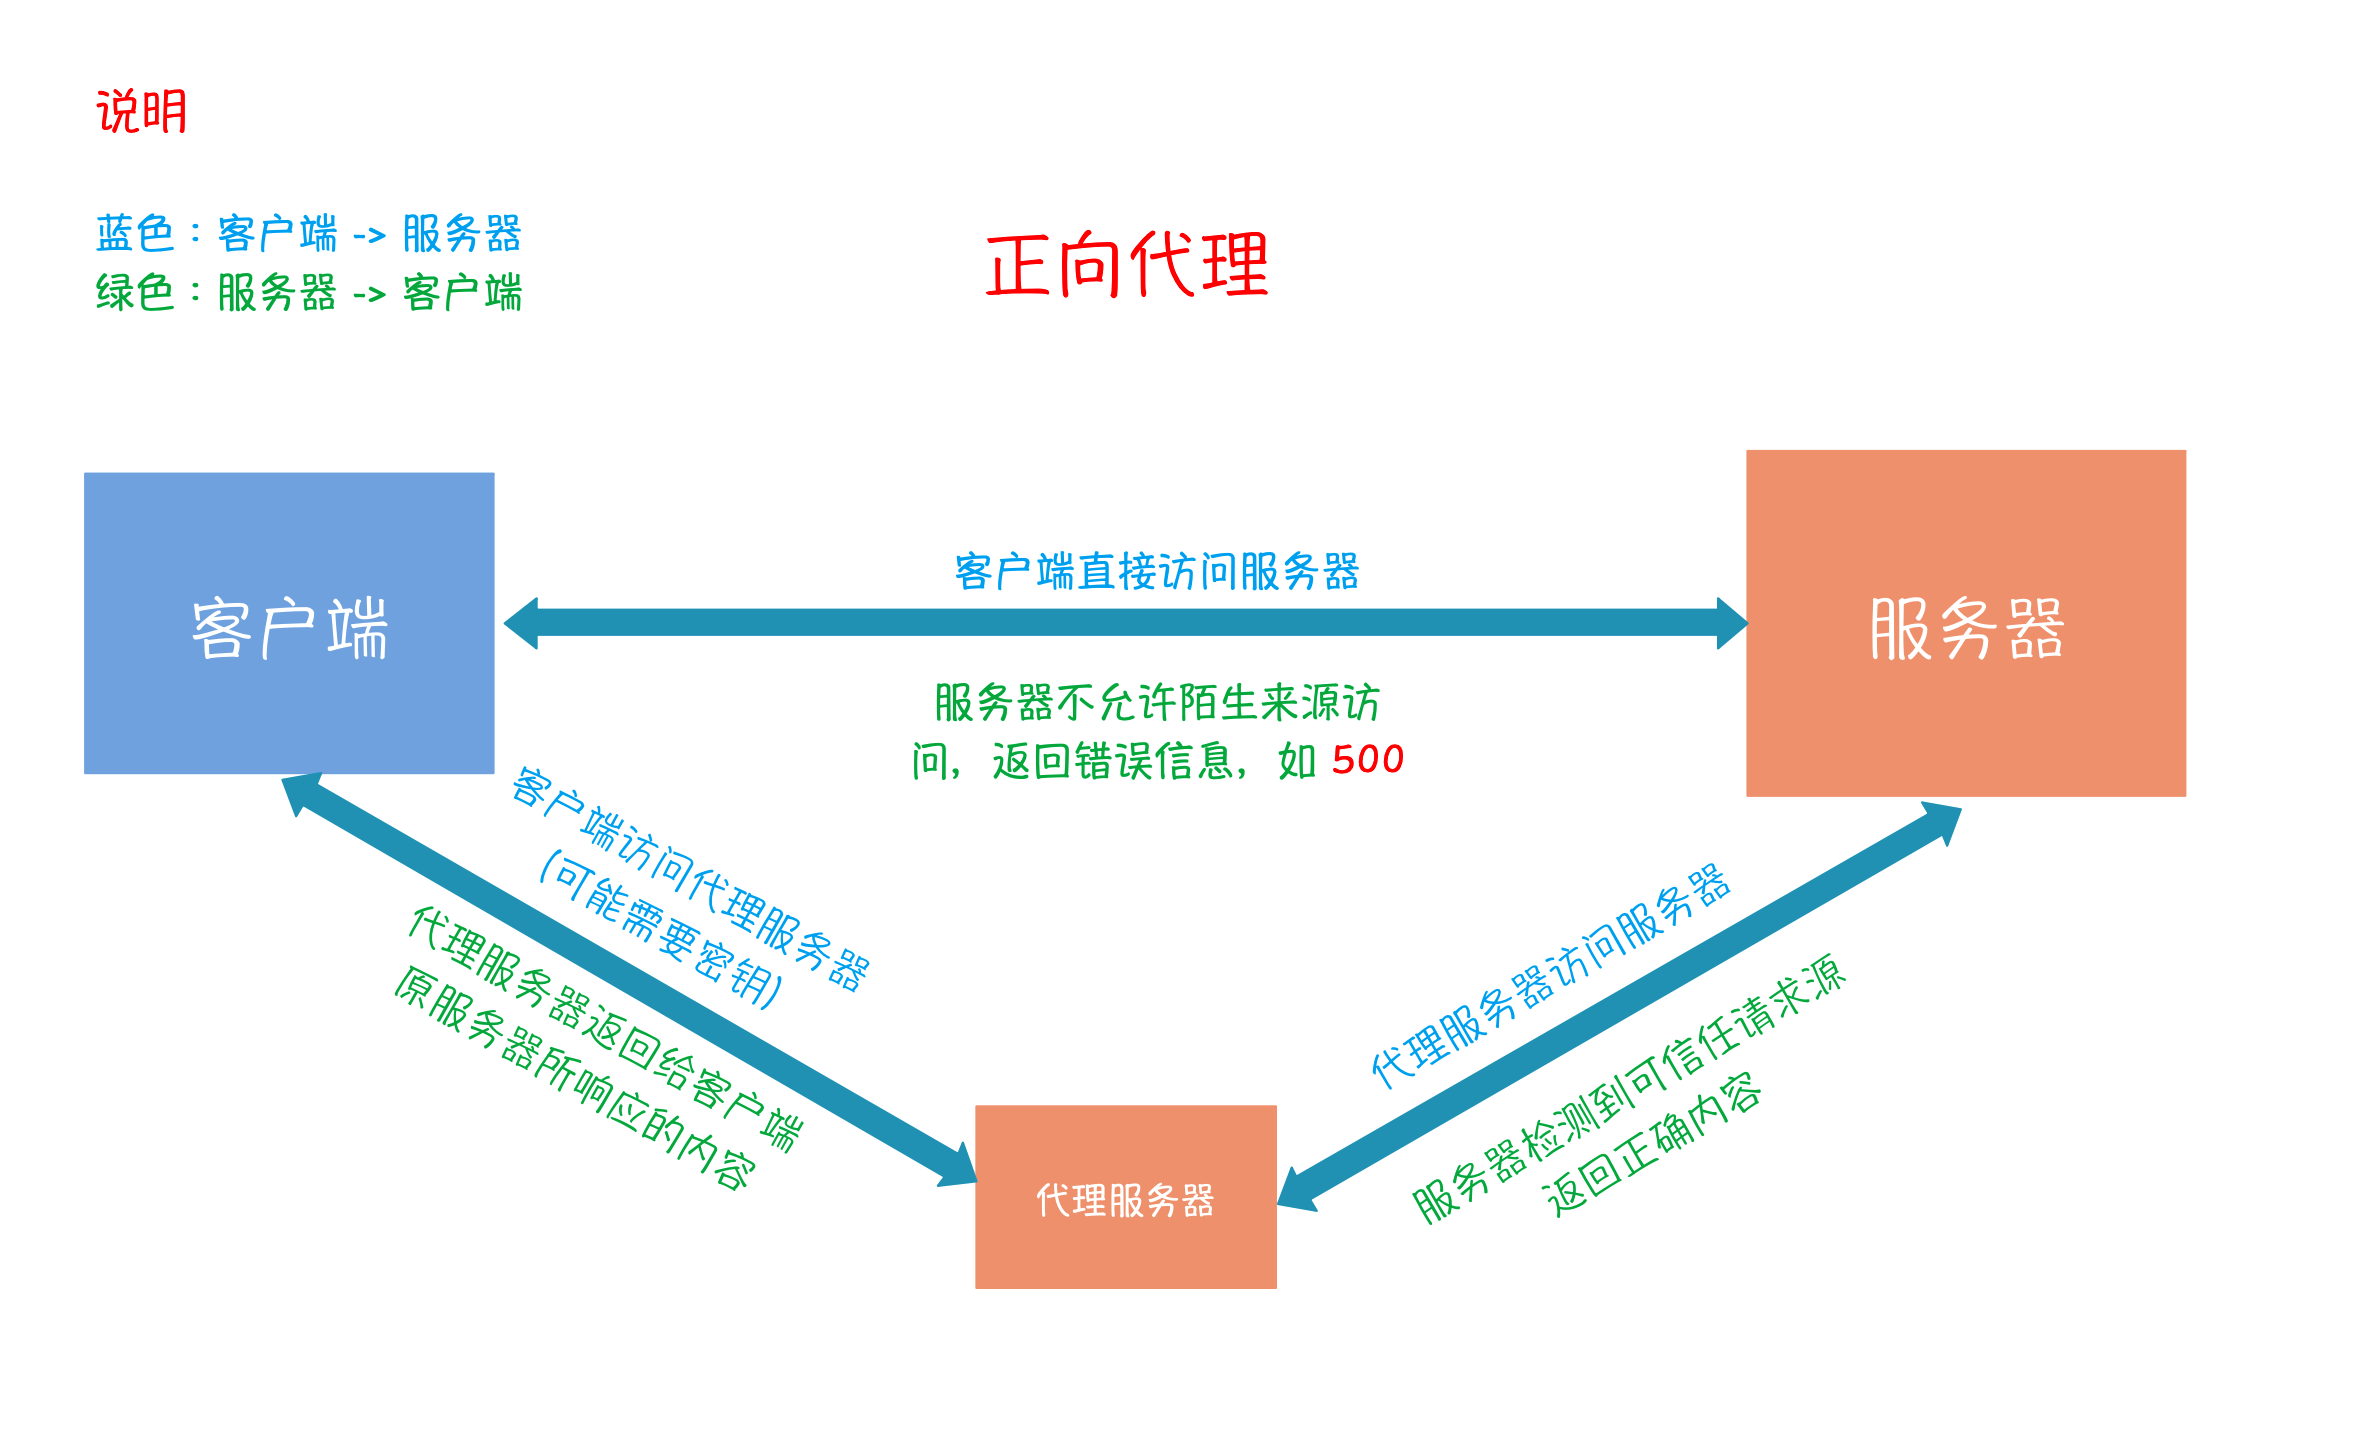 说明
蓝色：客户端 -> 服务器
绿色：服务器 -> 客户端
正向代理
客户端
服务器
客户端直接访问服务器
服务器不允许陌生来源访
问，返回错误信息，如 500
客户端访问代理服务器
(可能需要密钥)
代理服务器返回给客户端
原服务器所响应的内容
代理服务器访问服务器
服务器检测到可信任请求源
返回正确内容
代理服务器